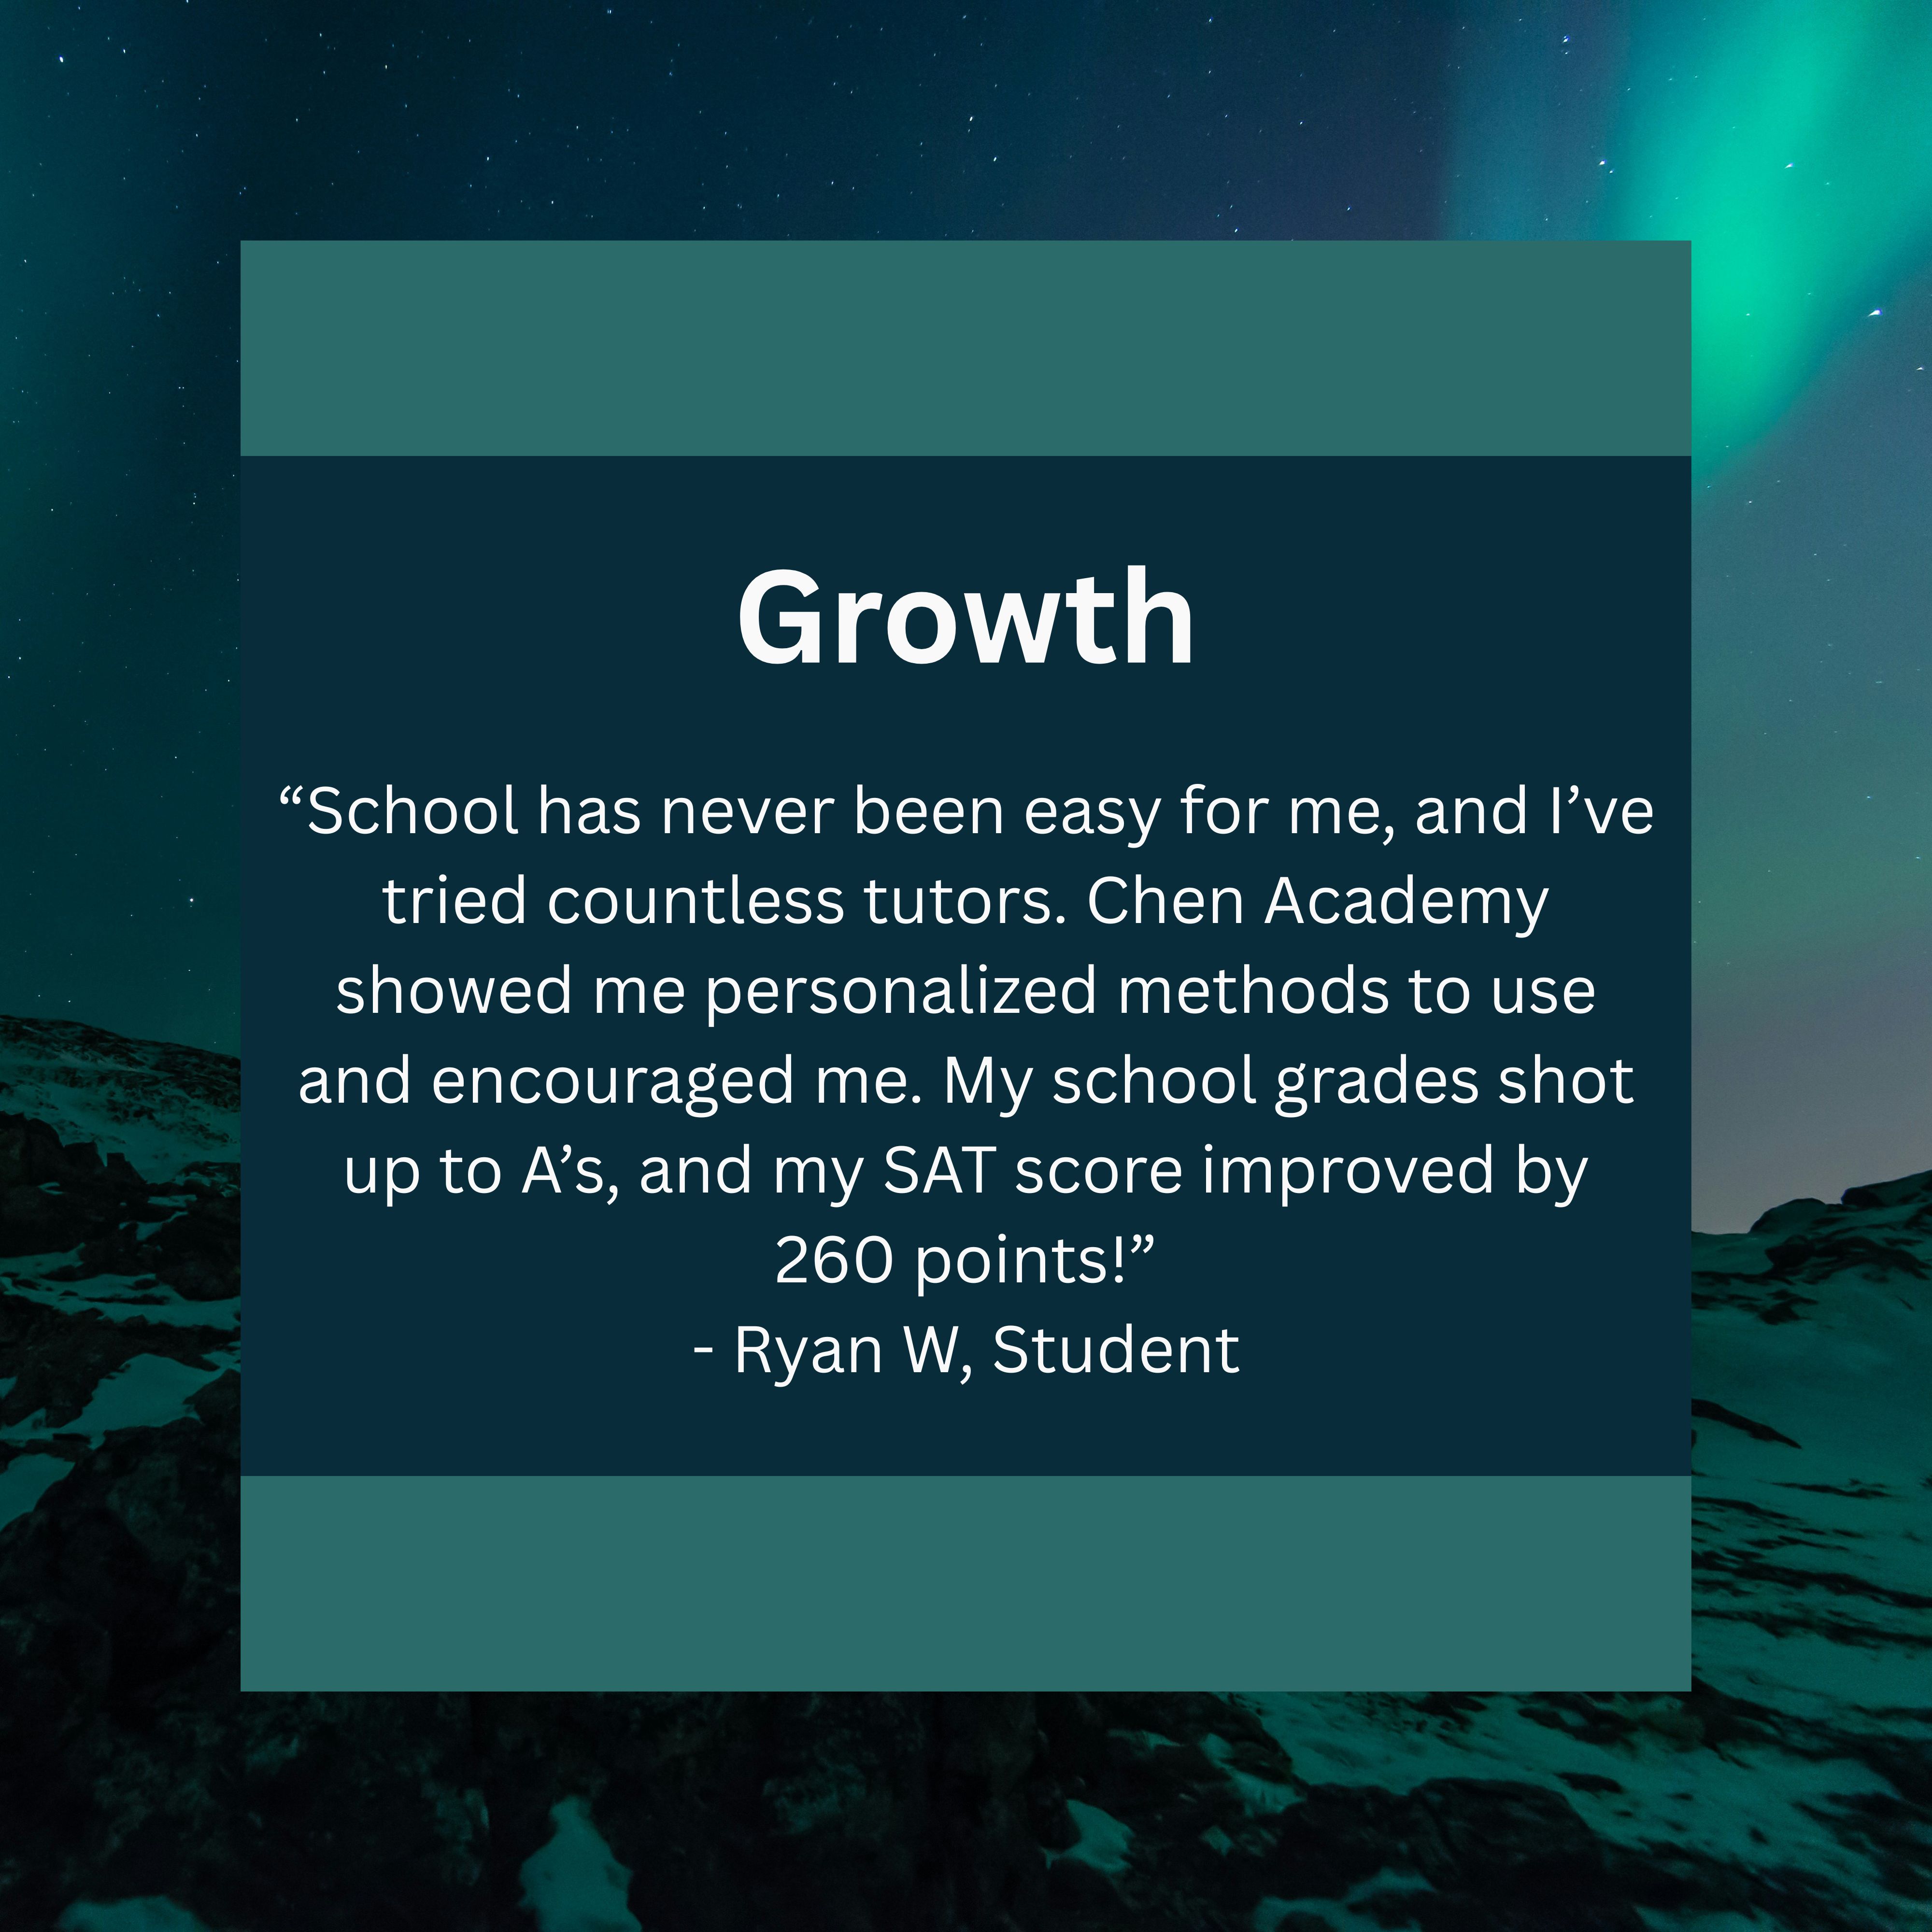 Growth
“School has never been easy for me, and I’ve
tried countless tutors. Chen Academy
showed me personalized methods to use
and encouraged me. My school grades shot
up to A’s, and my SAT score improved by
260 points!”
- Ryan W, Student